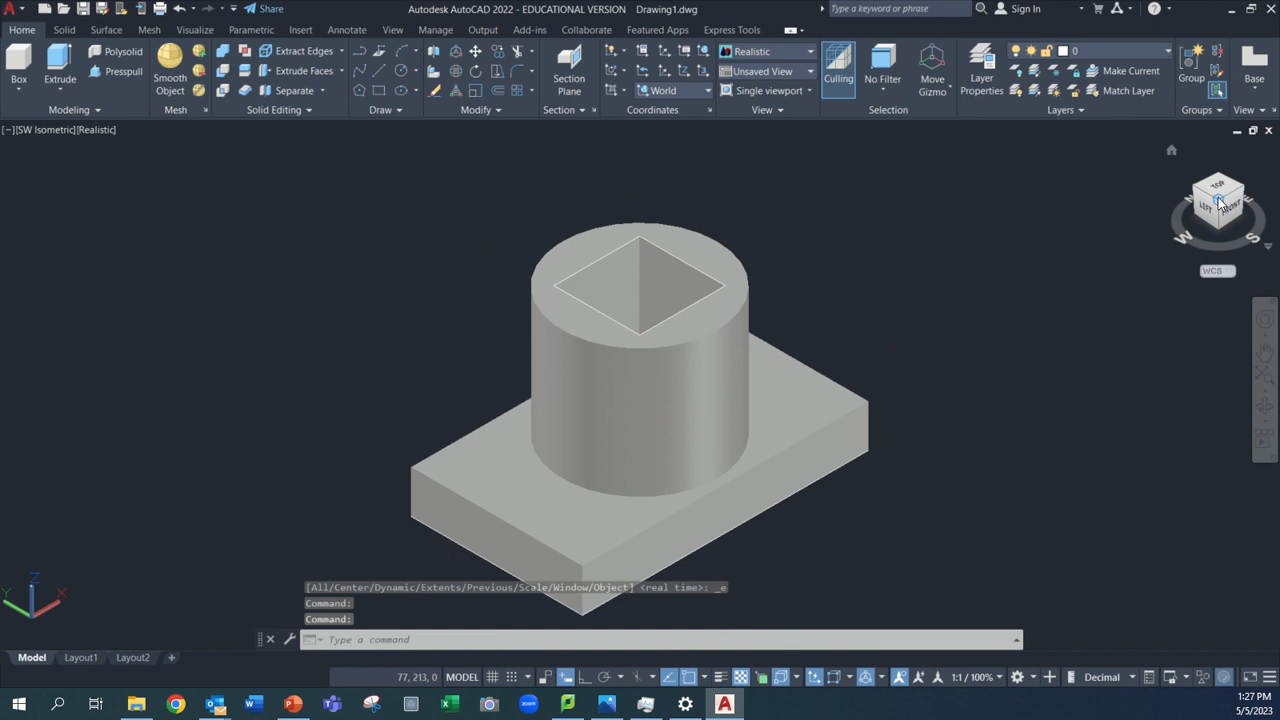 Autodesk AutoCAD 2022 - EDUCATIONAL VERSION Drawing1.dwg
Share
Type a keyword or phrase
Sign In
Home Solid Surface Mesh Visualize Parametric Insert Annotate View Manage Output Add-ins Collaborate Featured Apps Express Tools
Box
Extrude
Polysolid
Presspull
Modeling
Smooth
Object
Mesh
Extract Edges
Extrude Faces
Separate
Solid Editing
Draw
Modify
Section
Plane
Section
World
Coordinates
Realistic
Unsaved View
Single viewport
View
Culling
No Filter
Move
Gizmo
Selection
Layer
Properties
0
Make Current
Match Layer
Layers
Group
Groups
Base
View
[−][SW Isometric][Realistic]
TOP
LEFT
FRONT
N
E
W
S
WCS
Y
Z
X
[All/Center/Dynamic/Extents/Previous/Scale/Window/Object] <real time>: _e
Command:
Command:
Type a command
Model Layout1 Layout2 +
77, 213, 0 MODEL
1:1 / 100%
Decimal
1:27 PM
5/5/2023